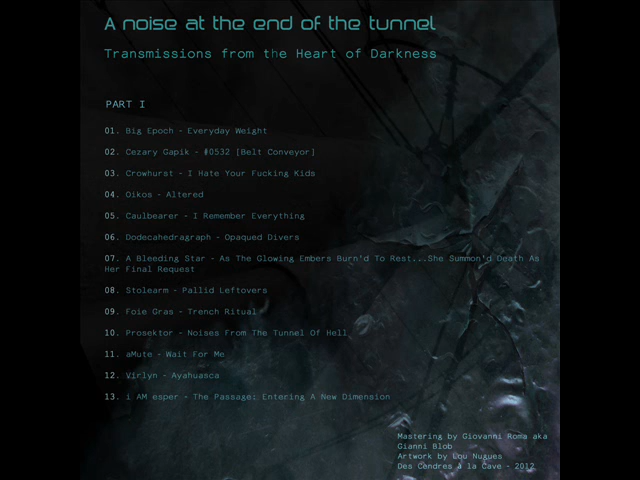 A noise at the end of the tunnel
Transmissions from the Heart of Darkness
PART I
01. Big Epoch - Everyday Weight
02. Cezary Gapik - #0532 [Belt Conveyor]
03. Crowhurst - I Hate Your Fucking Kids
04. Oikos - Altered
05. Caulbearer - I Remember Everything
06. Dodecahedragraph - Opaqued Divers
07. A Bleeding Star - As The Glowing Embers Burn'd To Rest...She Summon'd Death As
Her Final Request
08. Stolearm - Pallid Leftovers
09. Foie Gras - Trench Ritual
10. Prosektor - Noises From The Tunnel Of Hell
11. aMute - Wait For Me
12. Virlyn - Ayahuasca
13. i AM esper - The Passage: Entering A New Dimension
Mastering by Giovanni Roma aka
Gianni Blob
Artwork by Lou Nugues
Des Cendres à la Cave - 2012